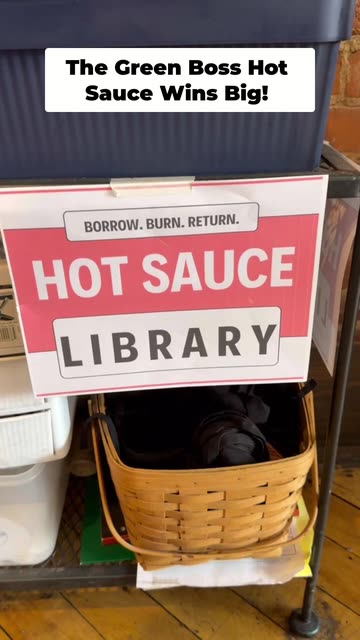 The Green Boss Hot
Sauce Wins Big!
BORROW. BURN. RETURN.
HOT SAUCE
LIBRARY